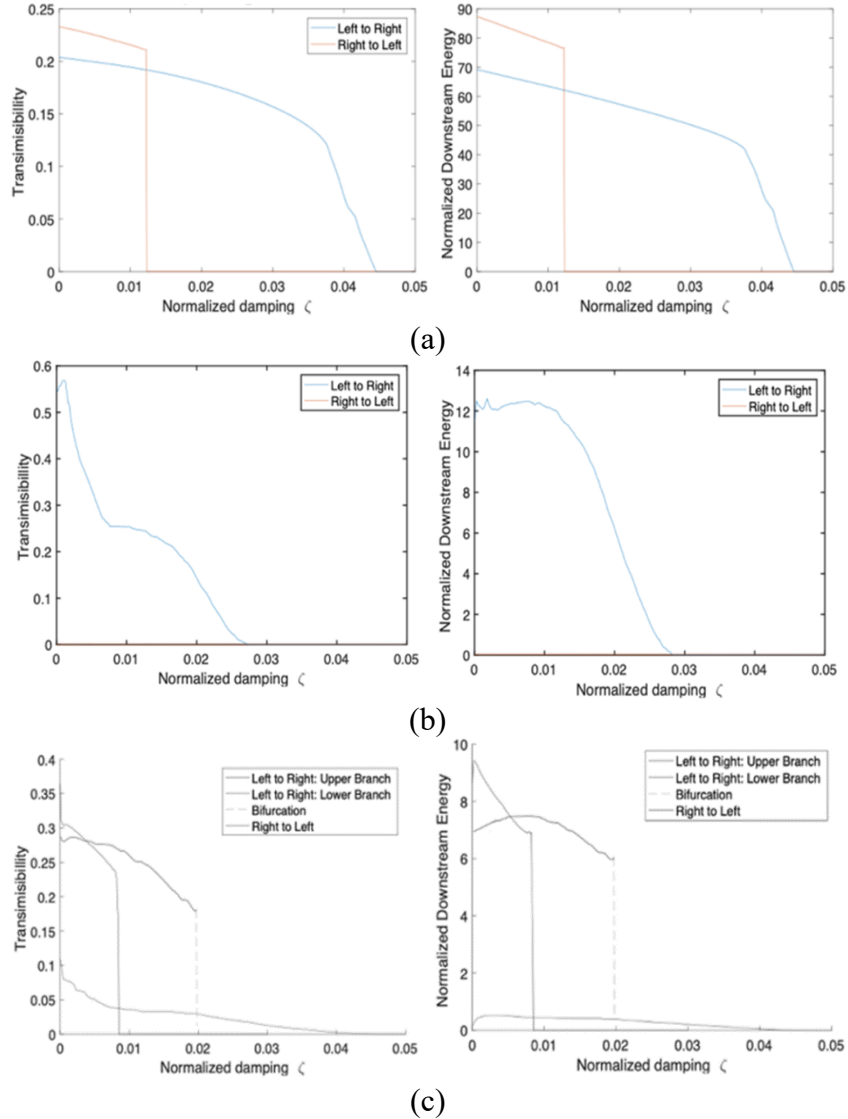 0.25
0.2
0.15
0.1
0.05
0
0 0.01 0.02 0.03 0.04 0.05
Transimisibility
Normalized damping ζ
Left to Right
Right to Left
90
80
70
60
50
40
30
20
10
0
0 0.01 0.02 0.03 0.04 0.05
Normalized Downstream Energy
Normalized damping ζ
(a)
0.6
0.5
0.4
0.3
0.2
0.1
0
0 0.01 0.02 0.03 0.04 0.05
Transimisibillity
Normalized damping ζ
Left to Right
Right to Left
14
12
10
8
6
4
2
0
0 0.01 0.02 0.03 0.04 0.05
Normalized Downstream Energy
Normalized damping ζ
Left to Right
Right to Left
(b)
0.4
0.35
0.3
0.25
0.2
0.15
0.1
0.05
0
0 0.01 0.02 0.03 0.04 0.05
Transimisibillity
Normalized damping ζ
Left to Right: Upper Branch
Left to Right: Lower Branch
Bifurcation
Right to Left
10
8
6
4
2
0
0 0.01 0.02 0.03 0.04 0.05
Normalized Downstream Energy
Normalized damping ζ
Left to Right: Upper Branch
Left to Right: Lower Branch
Bifurcation
Right to Left
(c)